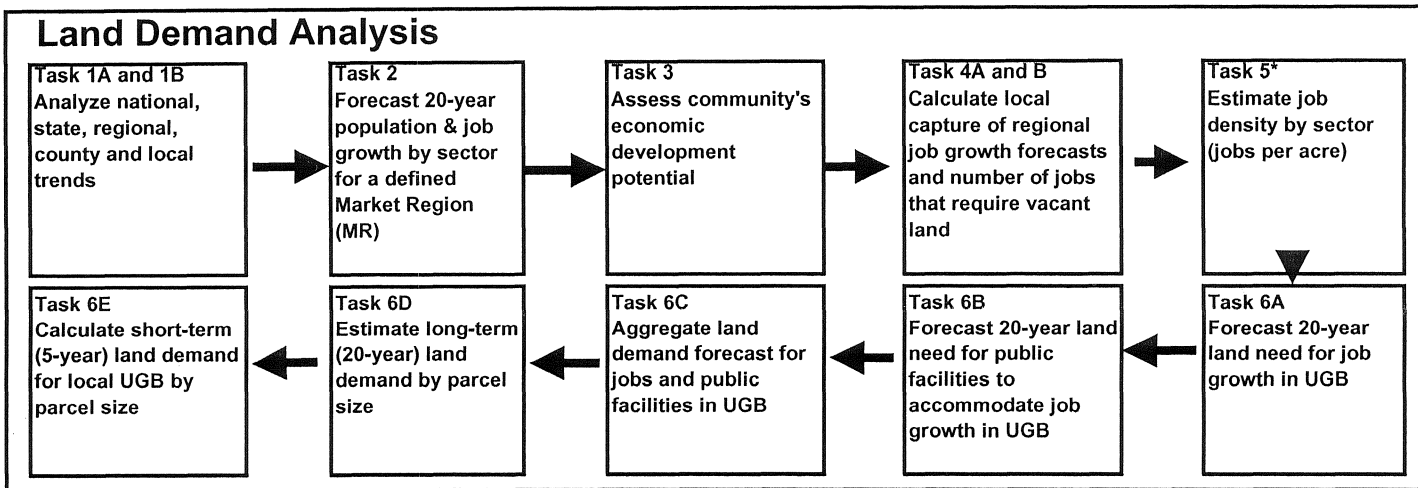 Land Demand Analysis
Task 1A and 1B
Analyze national,
state, regional,
county and local
trends
Task 2
Forecast 20-year
population & job
growth by sector
for a defined
Market Region
(MR)
Task 3
Assess community's
economic
development
potential
Task 4A and B
Calculate local
capture of regional
job growth forecasts
and number of jobs
that require vacant
land
Task 5*
Estimate job
density by sector
(jobs per acre)
Task 6E
Calculate short-term
(5-year) land demand
for local UGB by
parcel size
Task 6D
Estimate long-term
(20-year) land
demand by parcel
size
Task 6C
Aggregate land
demand forecast for
jobs and public
facilities in UGB
Task 6B
Forecast 20-year land
need for public
facilities to
accommodate job
growth in UGB
Task 6A
Forecast 20-year
land need for job
growth in UGB